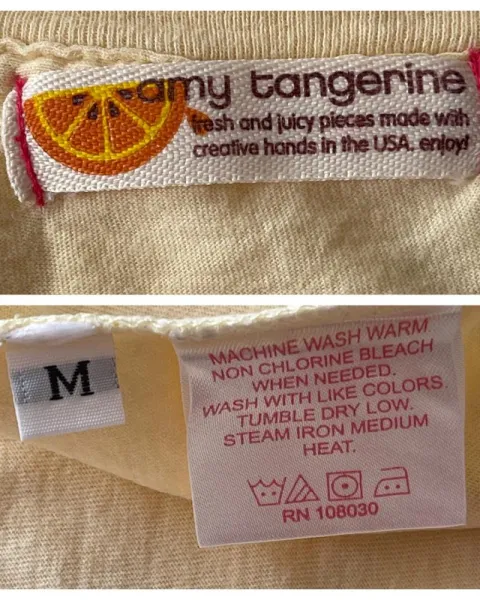 amy tangerine
fresh and juicy pieces made with
creative hands in the USA. enjoy!
M
MACHINE WASH WARM
NON CHLORINE BLEACH
WHEN NEEDED.
WASH WITH LIKE COLORS.
TUMBLE DRY LOW.
STEAM IRON MEDIUM
HEAT.
RN 108030